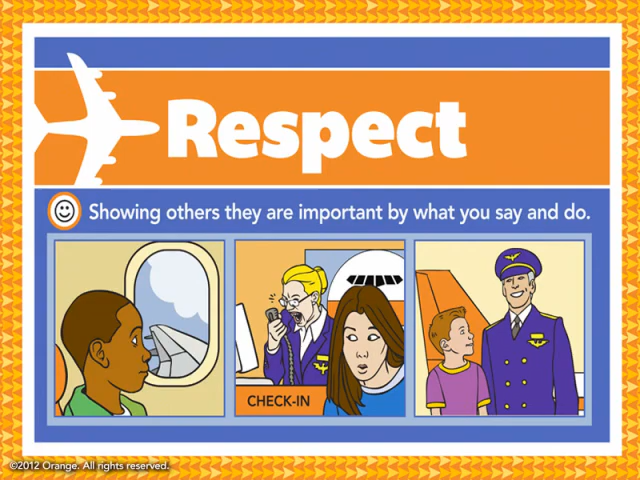 Respect
Showing others they are important by what you say and do.
CHECK-IN
©2012 Orange. All rights reserved.